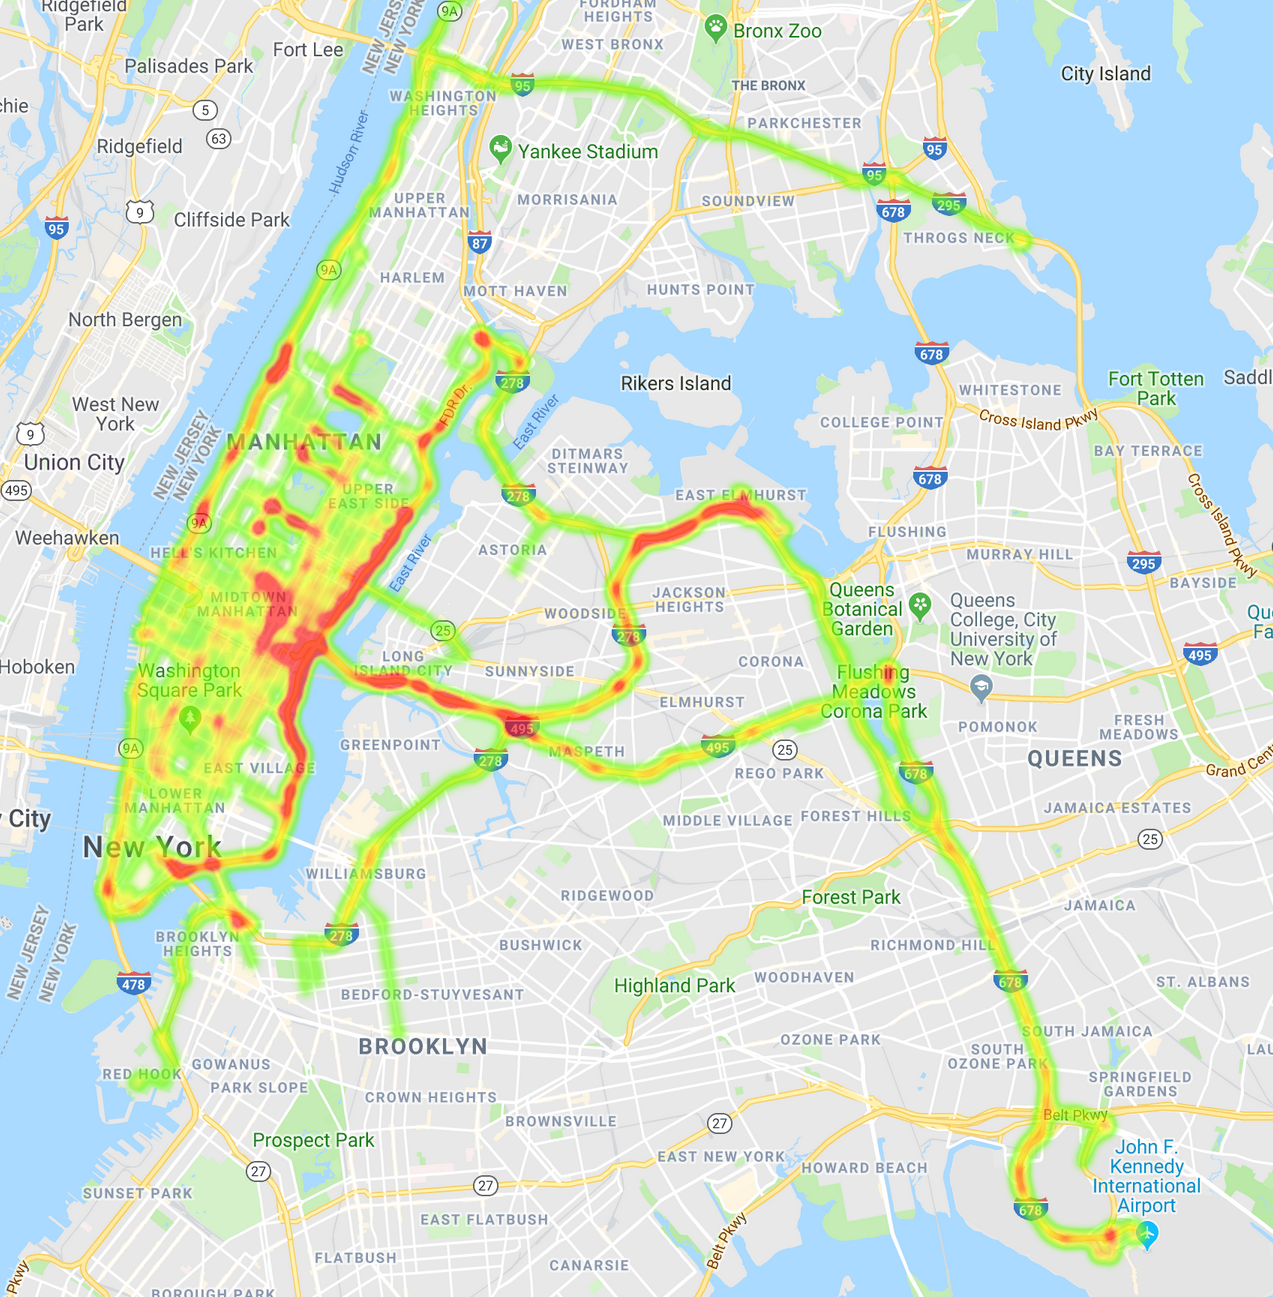 Ridgefield
Park
9A
FORDHAM
HEIGHTS
Fort Lee
NEW JERSEY
NEW YORK
WEST BRONX
Bronx Zoo
Palisades Park
City Island
95
THE BRONX
WASHINGTON
HEIGHTS
5
63
PARKCHESTER
Ridgefield
Hudson River
Yankee Stadium
95
95
295
9
Cliffside Park
UPPER
MANHATTAN
MORRISANIA
SOUNDVIEW
678
95
87
THROGS NECK
9A
HARLEM
MOTT HAVEN
HUNTS POINT
North Bergen
678
278
FDR Dr.
Rikers Island
WHITESTONE
Fort Totten
Park
West New
York
9
East River
COLLEGE POINT
Cross Island Pkwy
MANHATTAN
NEW JERSEY
NEW YORK
Union City
495
DITMARS
STEINWAY
BAY TERRACE
678
UPPER
EAST SIDE
278
EAST ELMHURST
Cross Island Pkwy
9A
Weehawken
HELL'S KITCHEN
East River
ASTORIA
FLUSHING
MURRAY HILL
295
BAYSIDE
MIDTOWN
MANHATTAN
JACKSON
HEIGHTS
WOODSIDE
278
25
Queens
Botanical
Garden
Queens
College, City
University of
New York
Hoboken
Washington
Square Park
LONG
ISLAND CITY
SUNNYSIDE
CORONA
495
Flushing
Meadows
Corona Park
ELMHURST
495
POMONOK
FRESH
MEADOWS
9A
GREENPOINT
278
MASPETH
495
25
REGO PARK
EAST VILLAGE
678
QUEENS
LOWER
MANHATTAN
MIDDLE VILLAGE
FOREST HILLS
JAMAICA ESTATES
City
New York
25
WILLIAMSBURG
RIDGEWOOD
Forest Park
JAMAICA
NEW JERSEY
NEW YORK
BROOKLYN
HEIGHTS
278
BUSHWICK
RICHMOND HILL
478
BEDFORD-STUYVESANT
Highland Park
WOODHAVEN
678
ST. ALBANS
SOUTH JAMAICA
BROOKLYN
OZONE PARK
SOUTH
OZONE PARK
RED HOOK
GOWANUS
PARK SLOPE
CROWN HEIGHTS
SPRINGFIELD
GARDENS
BROWNSVILLE
27
Belt Pkwy
Prospect Park
27
EAST NEW YORK
HOWARD BEACH
John F.
Kennedy
International
Airport
27
SUNSET PARK
678
EAST FLATBUSH
Belt Pkwy
FLATBUSH
CANARSIE
Pkwy
BOROUGH PARK